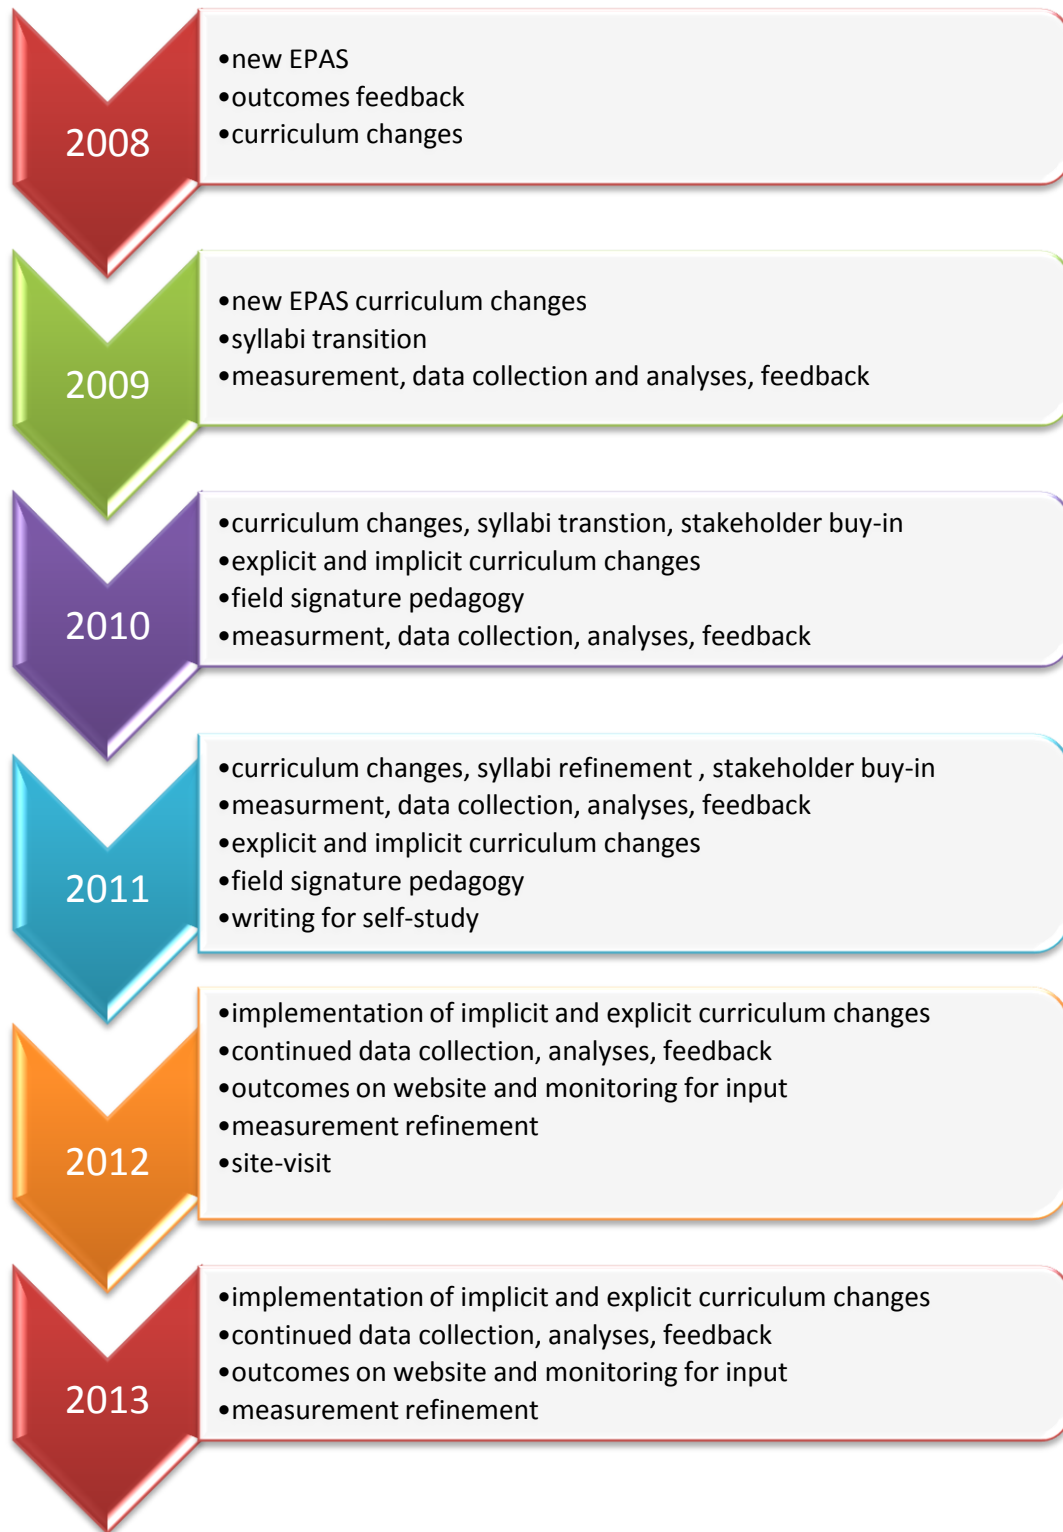 2008
•new EPAS
•outcomes feedback
•curriculum changes
2009
•new EPAS curriculum changes
•syllabi transition
•measurement, data collection and analyses, feedback
2010
•curriculum changes, syllabi transtion, stakeholder buy-in
•explicit and implicit curriculum changes
•field signature pedagogy
•measurment, data collection, analyses, feedback
2011
•curriculum changes, syllabi refinement , stakeholder buy-in
•measurment, data collection, analyses, feedback
•explicit and implicit curriculum changes
•field signature pedagogy
•writing for self-study
2012
•implementation of implicit and explicit curriculum changes
•continued data collection, analyses, feedback
•outcomes on website and monitoring for input
•measurement refinement
•site-visit
2013
•implementation of implicit and explicit curriculum changes
•continued data collection, analyses, feedback
•outcomes on website and monitoring for input
•measurement refinement